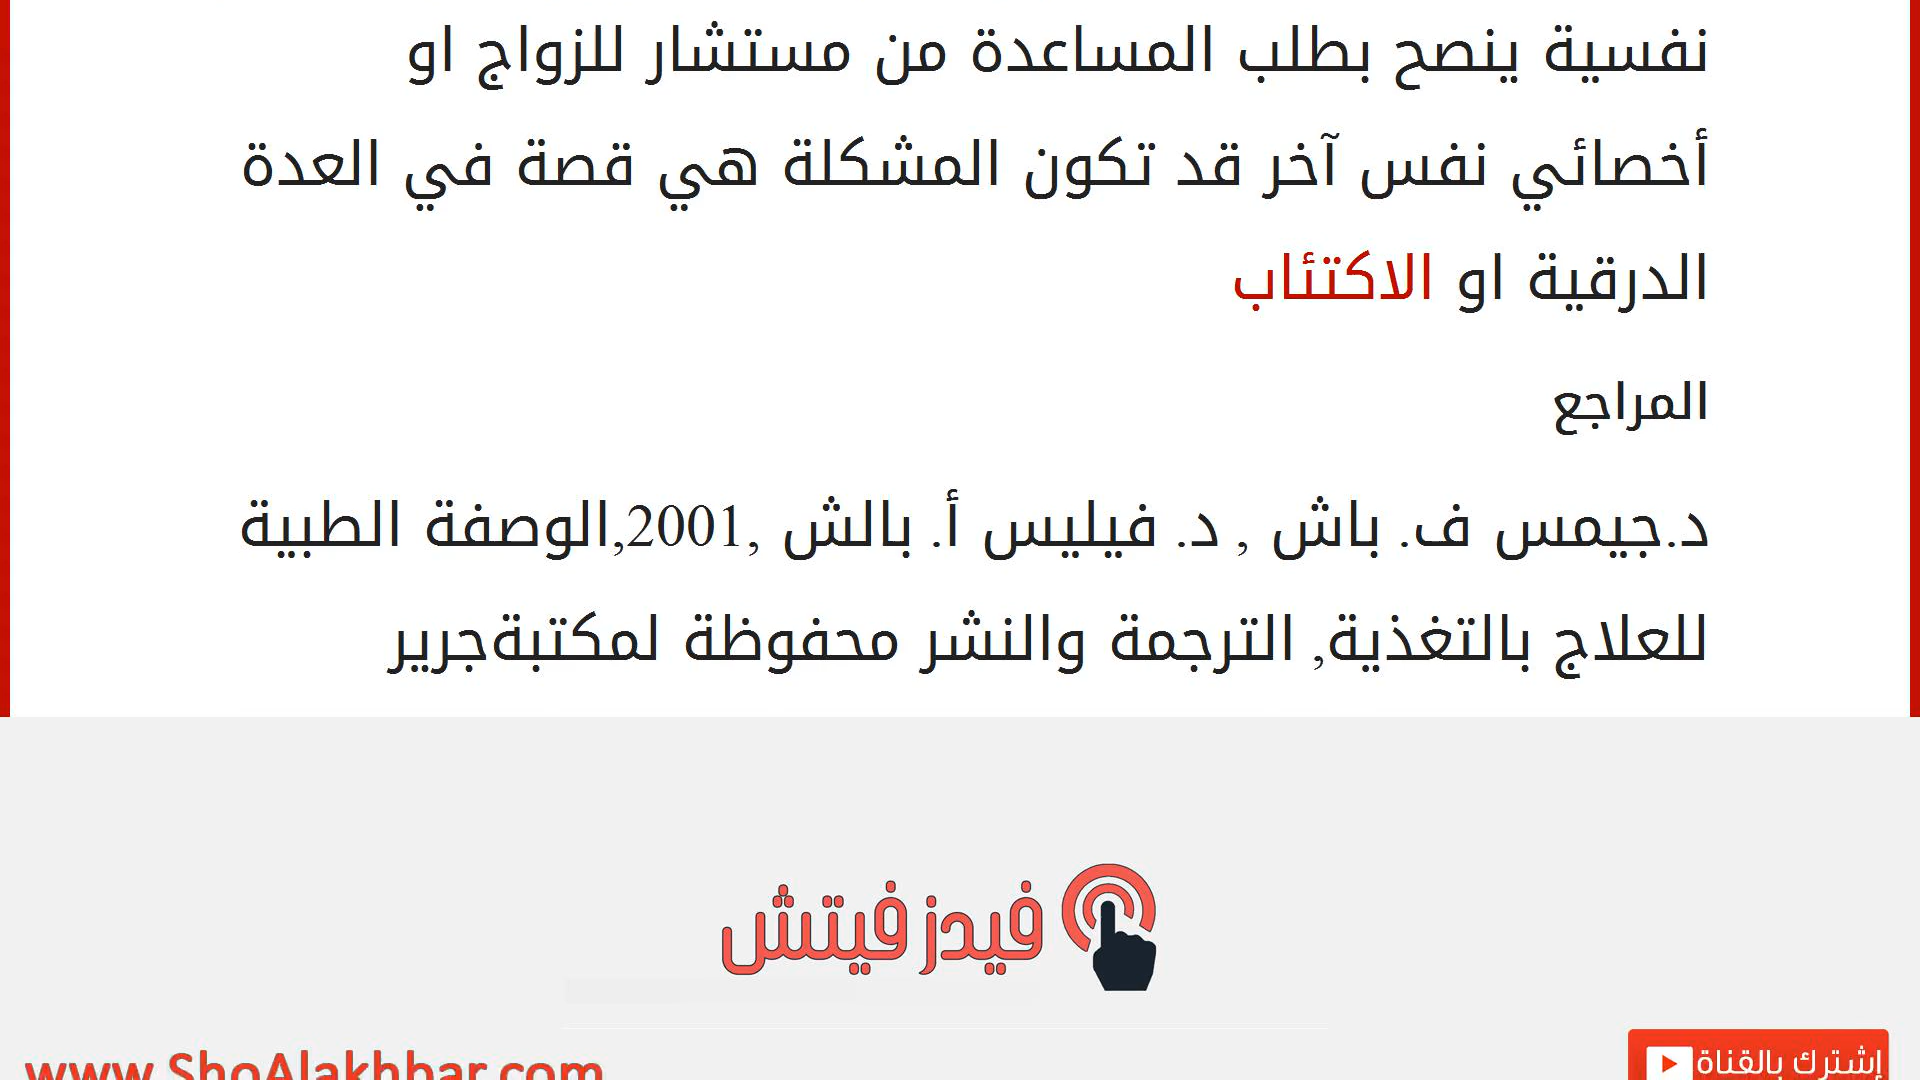 نفسية ينصح بطلب المساعدة من مستشار للزواج او
أخصائي نفس آخر قد تكون المشكلة هي قصة في العدة
الدرقية او الاكتئاب
المراجع
د.جيمس ف. باش , د. فيليس أ. بالش ,2001,الوصفة الطبية
للعلاج بالتغذية, الترجمة والنشر محفوظة لمكتبةجرير
فيدز فيتش
www.ShoAlakhbar.com
إشترك بالقناة